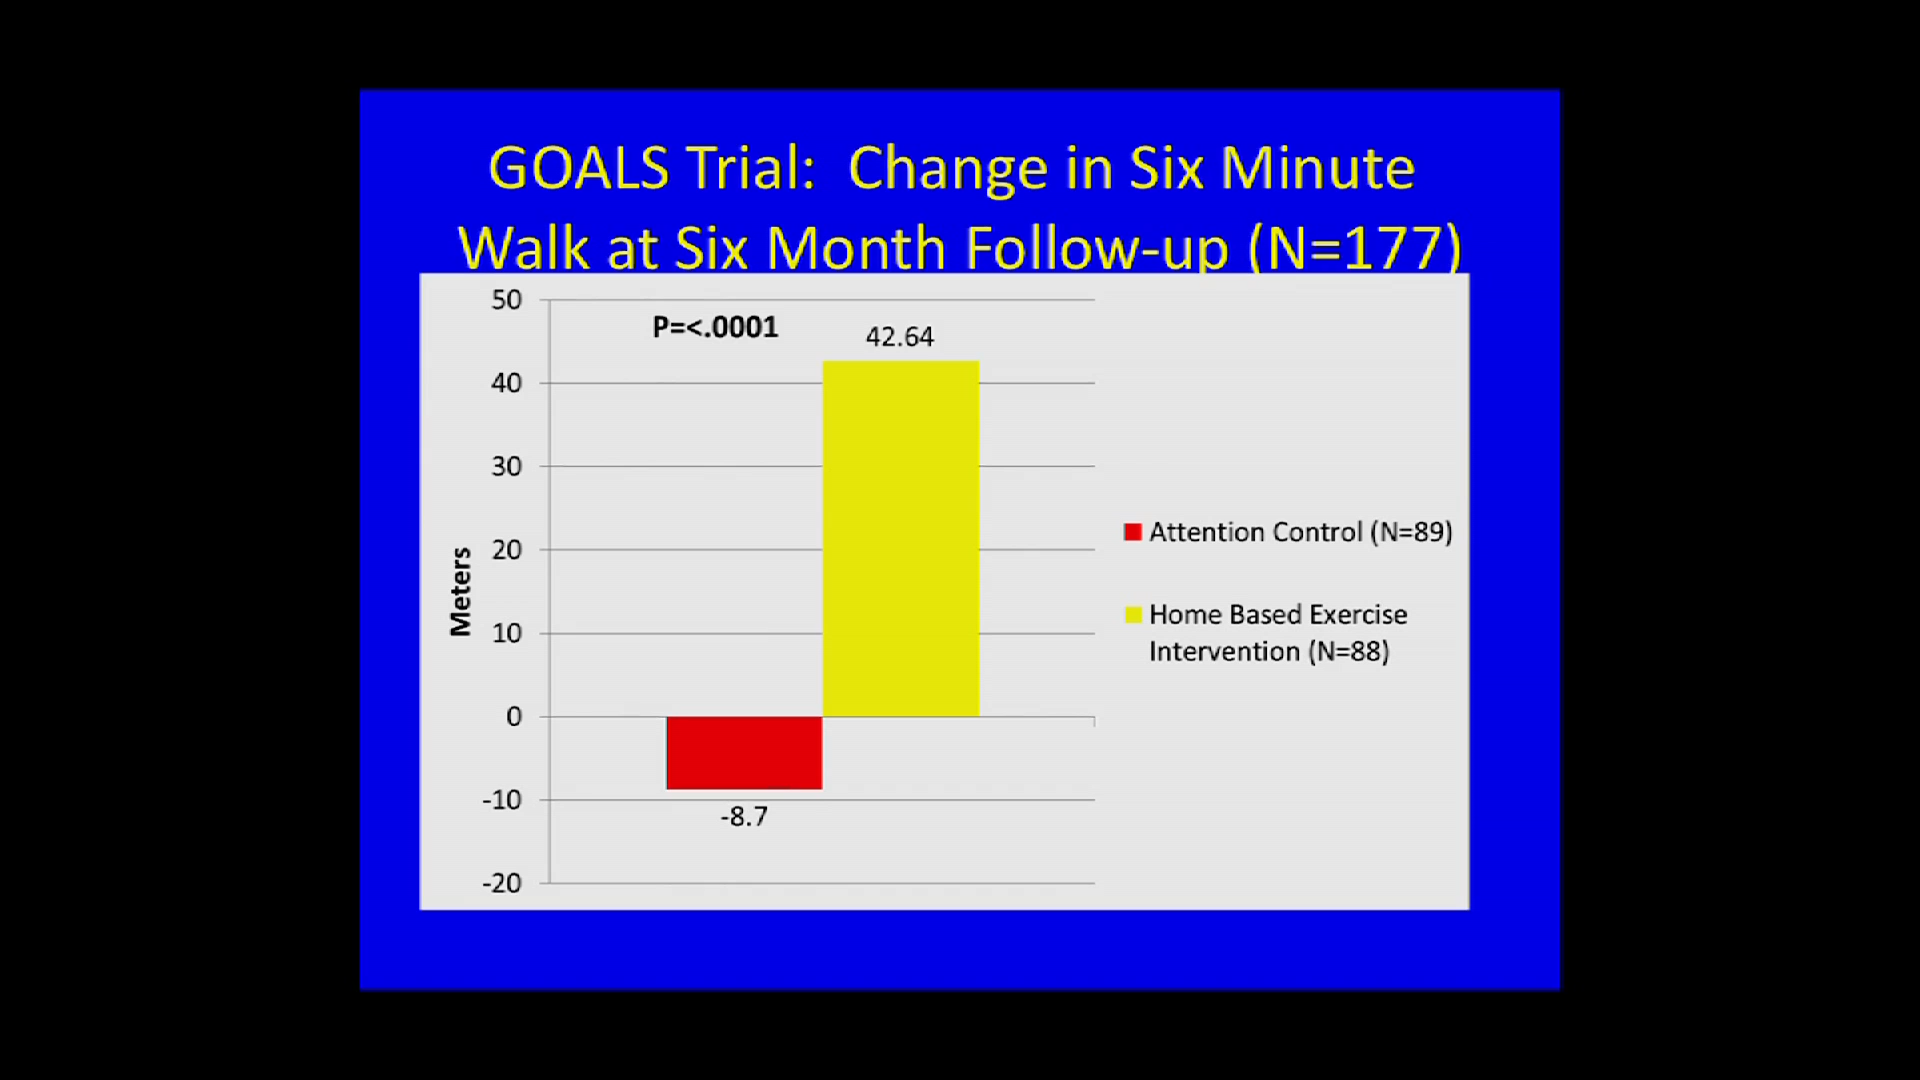 GOALS Trial:  Change in Six Minute
Walk at Six Month Follow-up (N=177)
50
P=<.0001
42.64
40
30
20
10
0
-10
-20
Meters
-8.7
Attention Control (N=89)
Home Based Exercise
Intervention (N=88)